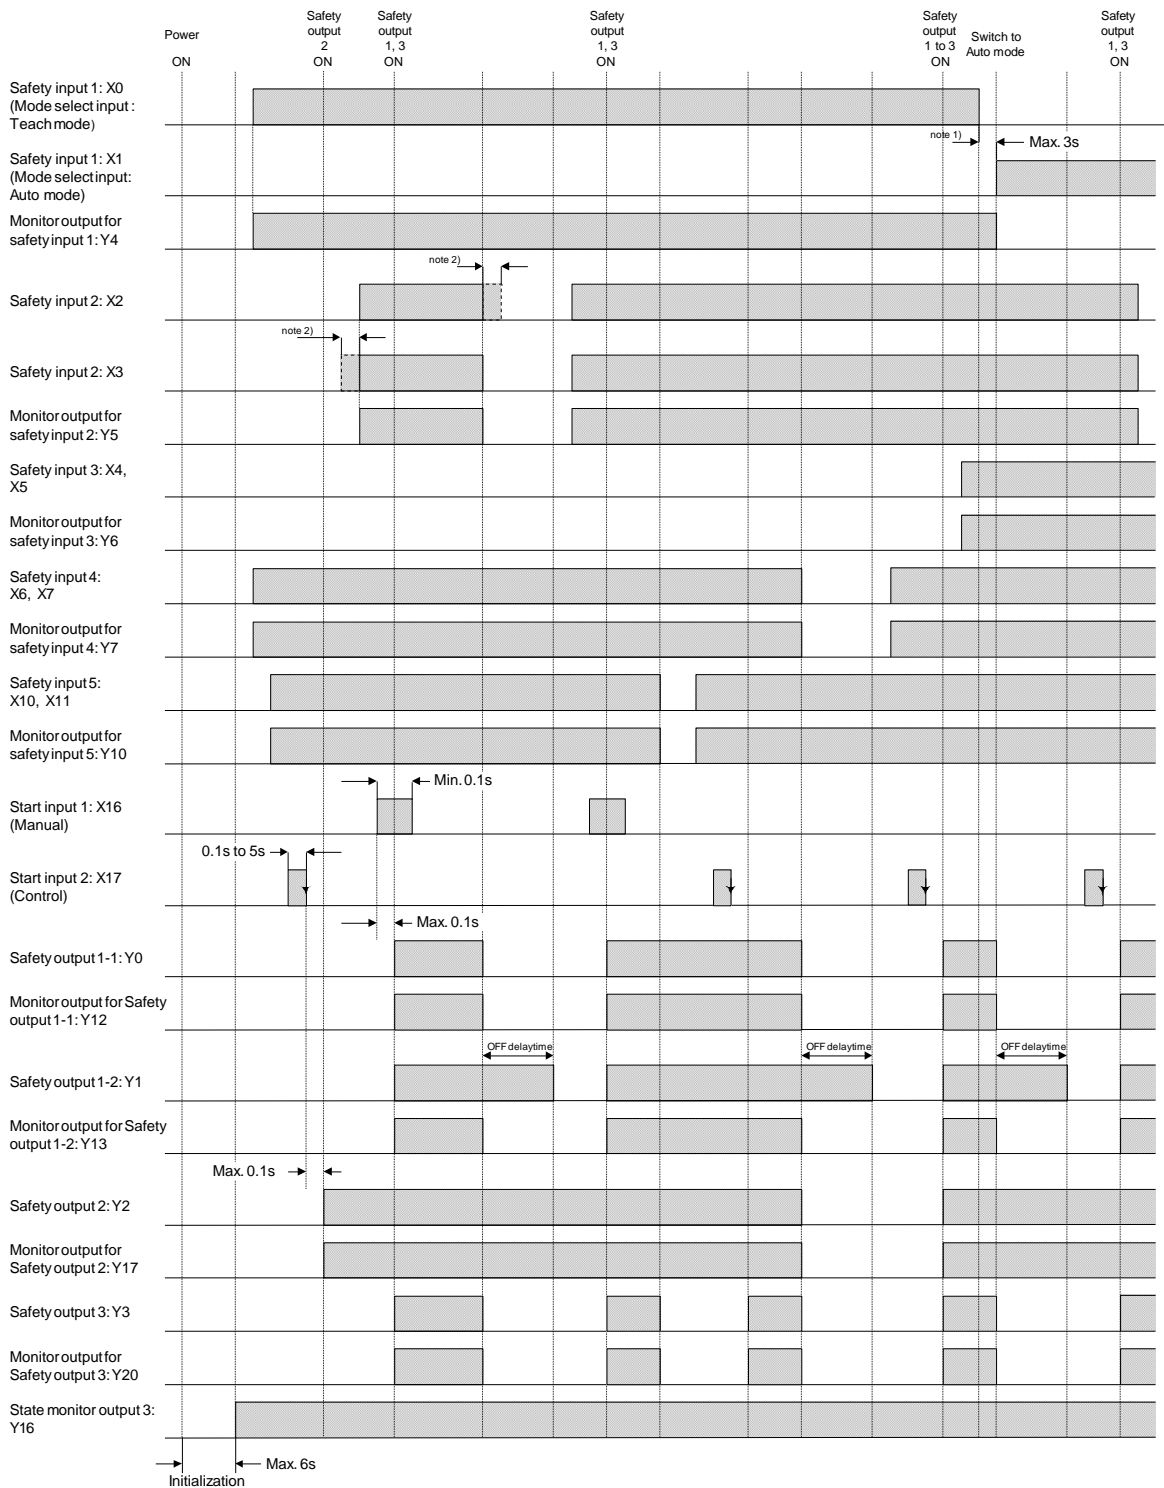 Power
ON
Safety
output
2
ON
Safety
output
1, 3
ON
Safety
output
1, 3
ON
Safety
output
1 to 3
ON
Switch to
Auto mode
Safety
output
1, 3
ON
Safety input 1: X0
(Mode select input :
Teach mode)
note 1)
Max. 3s
Safety input 1: X1
(Mode select input:
Auto mode)
Monitor output for
safety input 1: Y4
note 2)
Safety input 2: X2
note 2)
Safety input 2: X3
Monitor output for
safety input 2: Y5
Safety input 3: X4,
X5
Monitor output for
safety input 3: Y6
Safety input 4:
X6, X7
Monitor output for
safety input 4: Y7
Safety input 5:
X10, X11
Monitor output for
safety input 5: Y10
Min. 0.1s
Start input 1: X16
(Manual)
0.1s to 5s
Start input 2: X17
(Control)
Max. 0.1s
Safety output 1-1: Y0
Monitor output for Safety
output 1-1: Y12
OFF delay time
OFF delay time
OFF delay time
Safety output 1-2: Y1
Monitor output for Safety
output 1-2: Y13
Max. 0.1s
Safety output 2: Y2
Monitor output for
Safety output 2: Y17
Safety output 3: Y3
Monitor output for
Safety output 3: Y20
State monitor output 3:
Y16
Max. 6s
Initialization